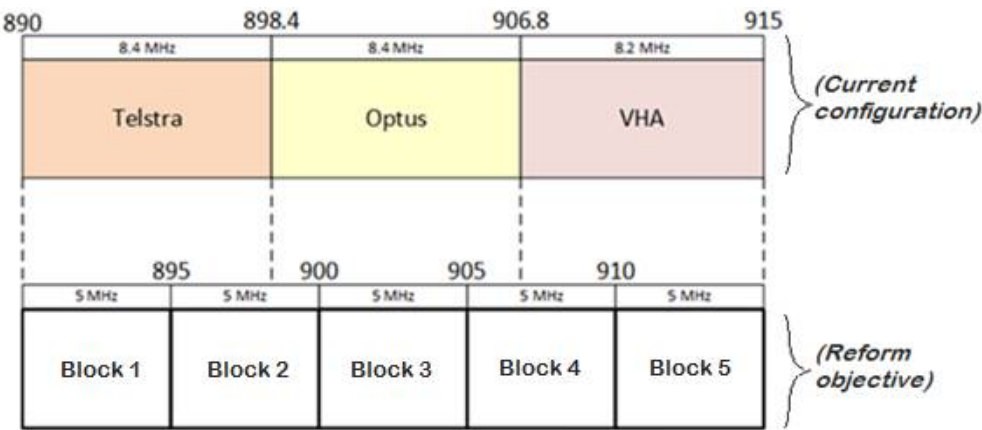 890 898.4 906.8 915
8.4 MHz 8.4 MHz 8.2 MHz
Telstra Optus VHA
(Current
configuration)
895 900 905 910
5 MHz 5 MHz 5 MHz 5 MHz 5 MHz
Block 1 Block 2 Block 3 Block 4 Block 5
(Reform
objective)